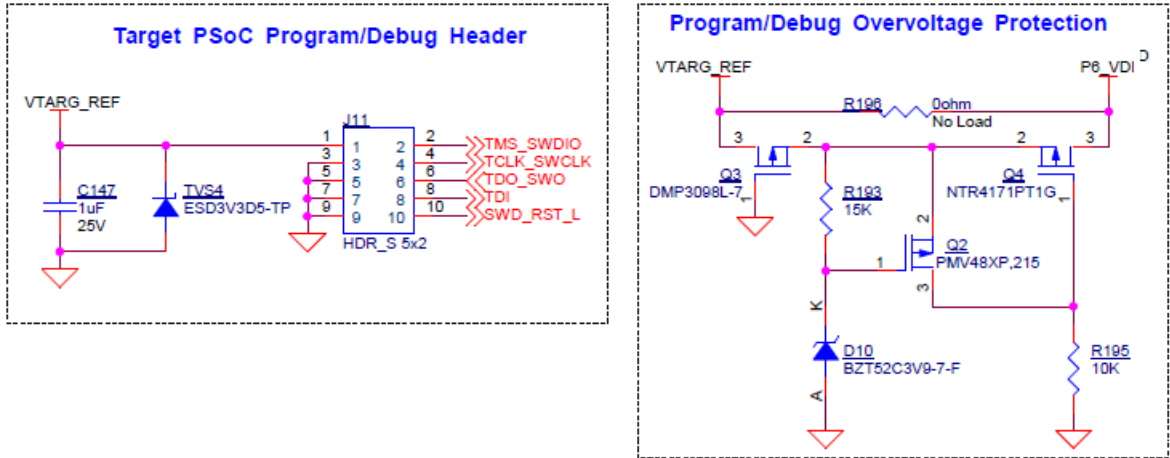 Target PSoC Program/Debug Header
VTARG_REF
C147
1uF
25V
TVS4
ESD3V3D5-TP
J11
1
3
5
7
9
1
3
5
7
9
2
4
6
8
10
2
4
6
8
10
TMS_SWDIO
TCLK_SWCLK
TDO_SWO
TDI
SWD_RST_L
HDR_S 5x2
Program/Debug Overvoltage Protection
VTARG_REF
P6_VDD
R196
0ohm
No Load
3
2
Q3
DMP3098L-7
1
2
3
Q4
NTR4171PT1G
1
R193
15K
2
1
Q2
PMV48XP,215
3
K
D10
BZT52C3V9-7-F
A
R195
10K